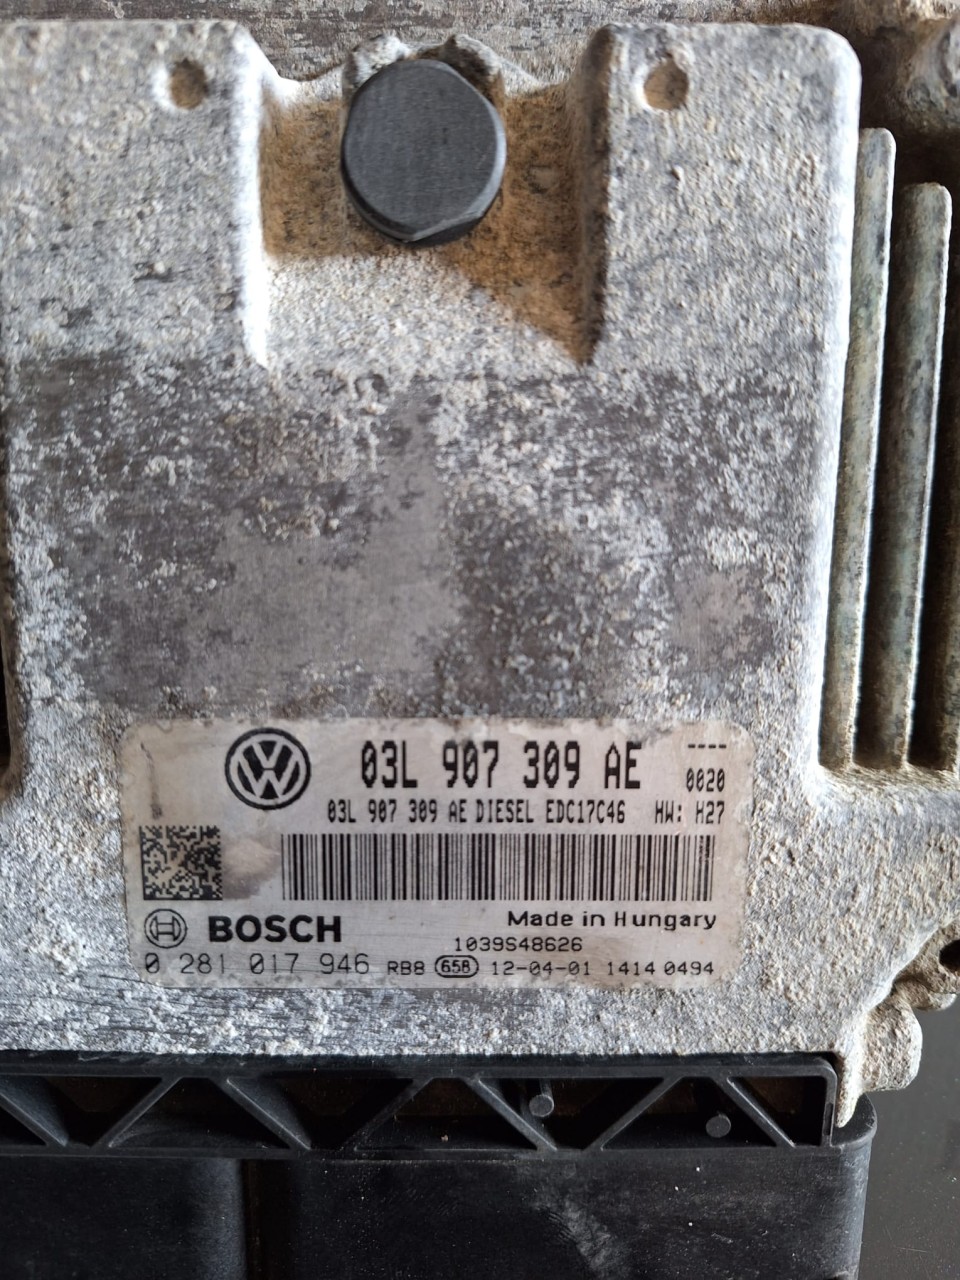 03L 907 309 AE ----
0020
03L 907 309 AE DIESEL EDC17C46 HW: H27
BOSCH Made in Hungary
1039S48626
0 281 017 946 RB8 658 12-04-01 1414 0494